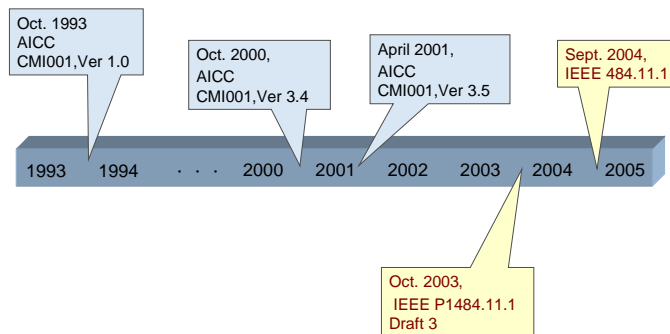 Oct. 1993
AICC
CMI001,Ver 1.0
Oct. 2000,
AICC
CMI001,Ver 3.4
April 2001,
AICC
CMI001,Ver 3.5
Sept. 2004,
IEEE 484.11.1
1993 1994 . . . 2000 2001 2002 2003 2004 2005
Oct. 2003,
IEEE P1484.11.1
Draft 3